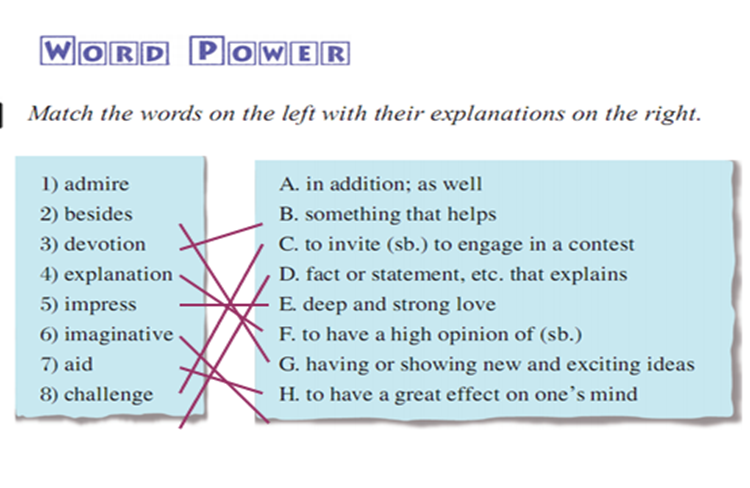 WORD POWER
Match the words on the left with their explanations on the right.
1) admire
2) besides
3) devotion
4) explanation
5) impress
6) imaginative
7) aid
8) challenge
A. in addition; as well
B. something that helps
C. to invite (sb.) to engage in a contest
D. fact or statement, etc. that explains
E. deep and strong love
F. to have a high opinion of (sb.)
G. having or showing new and exciting ideas
H. to have a great effect on one's mind